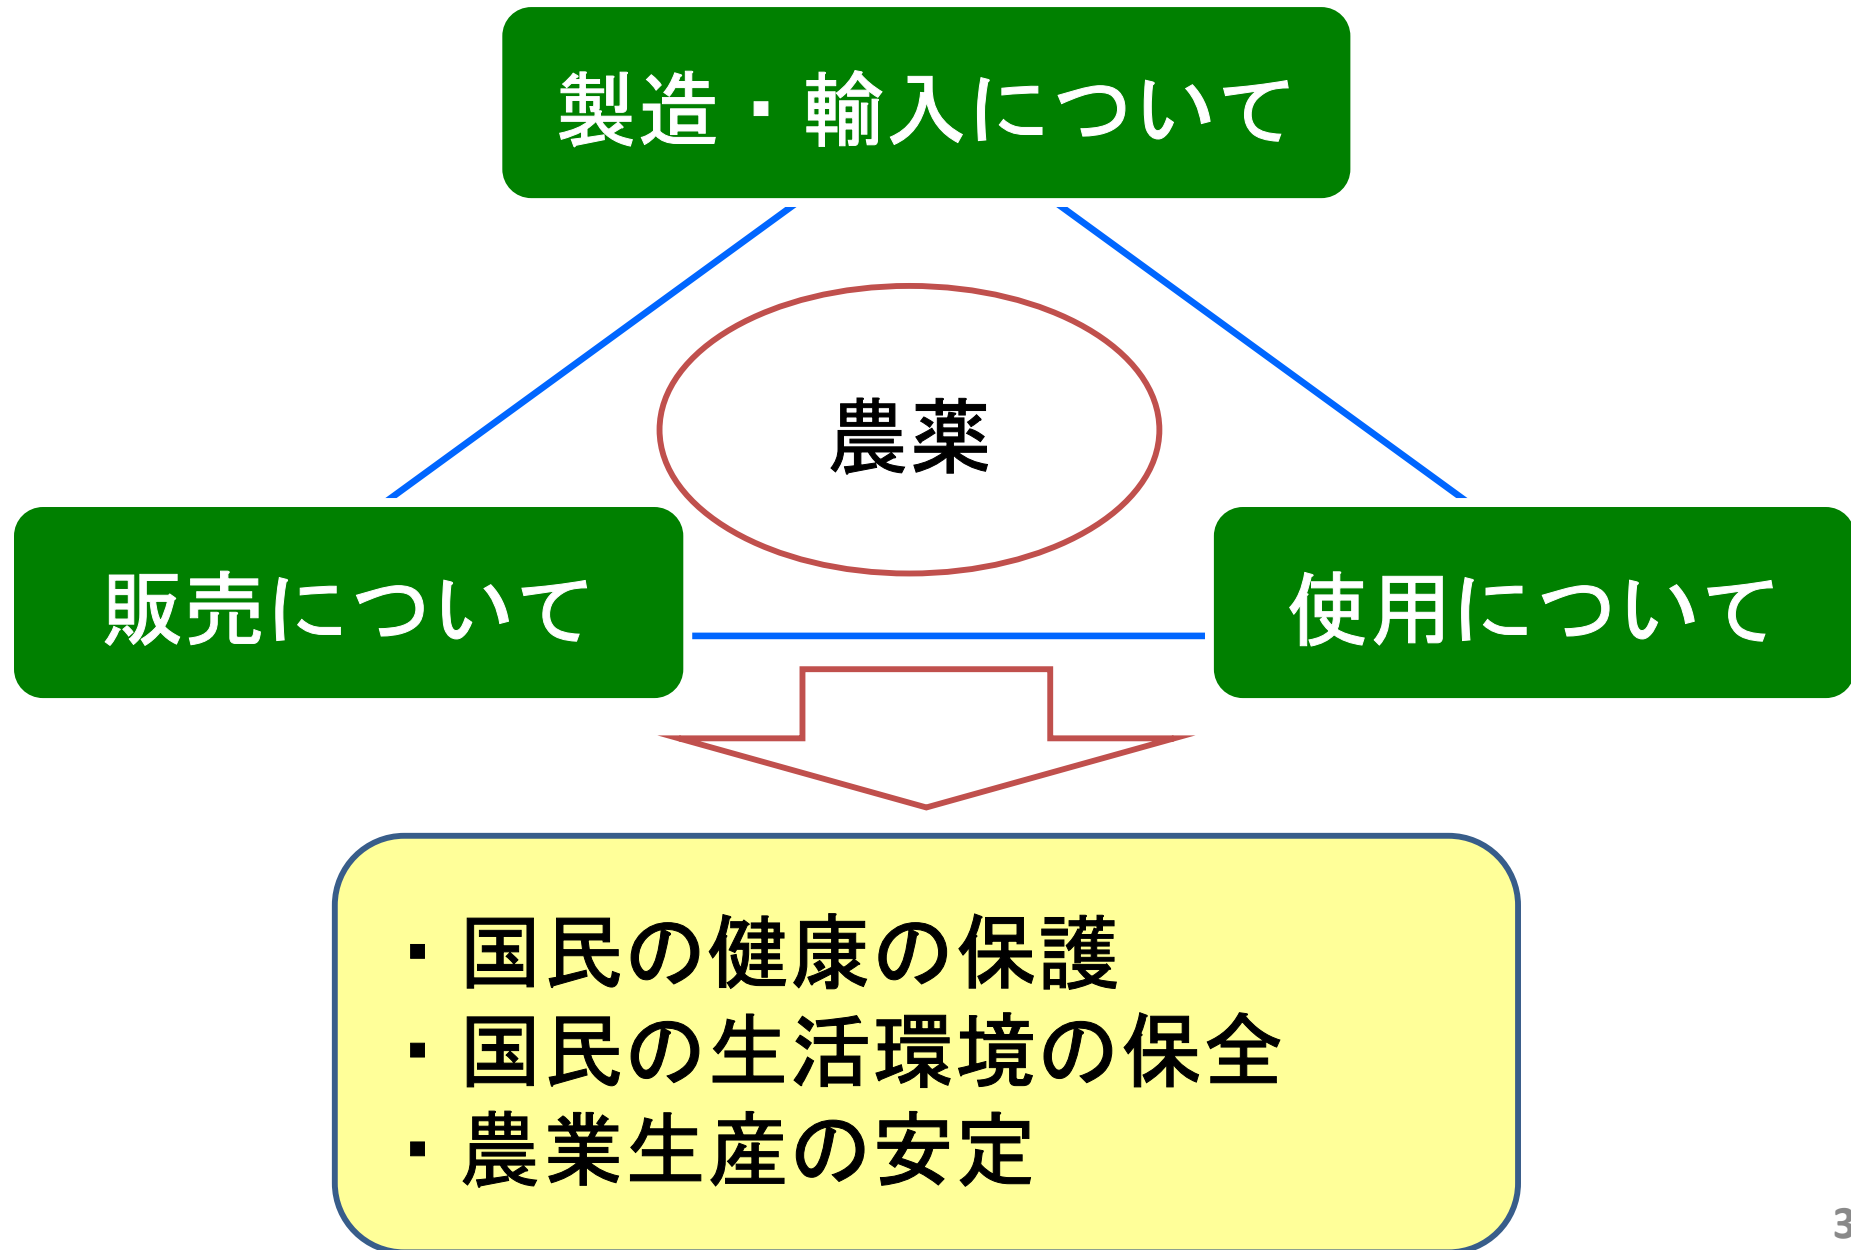 製造・輸入について
農薬
販売について
使用について
・国民の健康の保護
・国民の生活環境の保全
・農業生産の安定
3